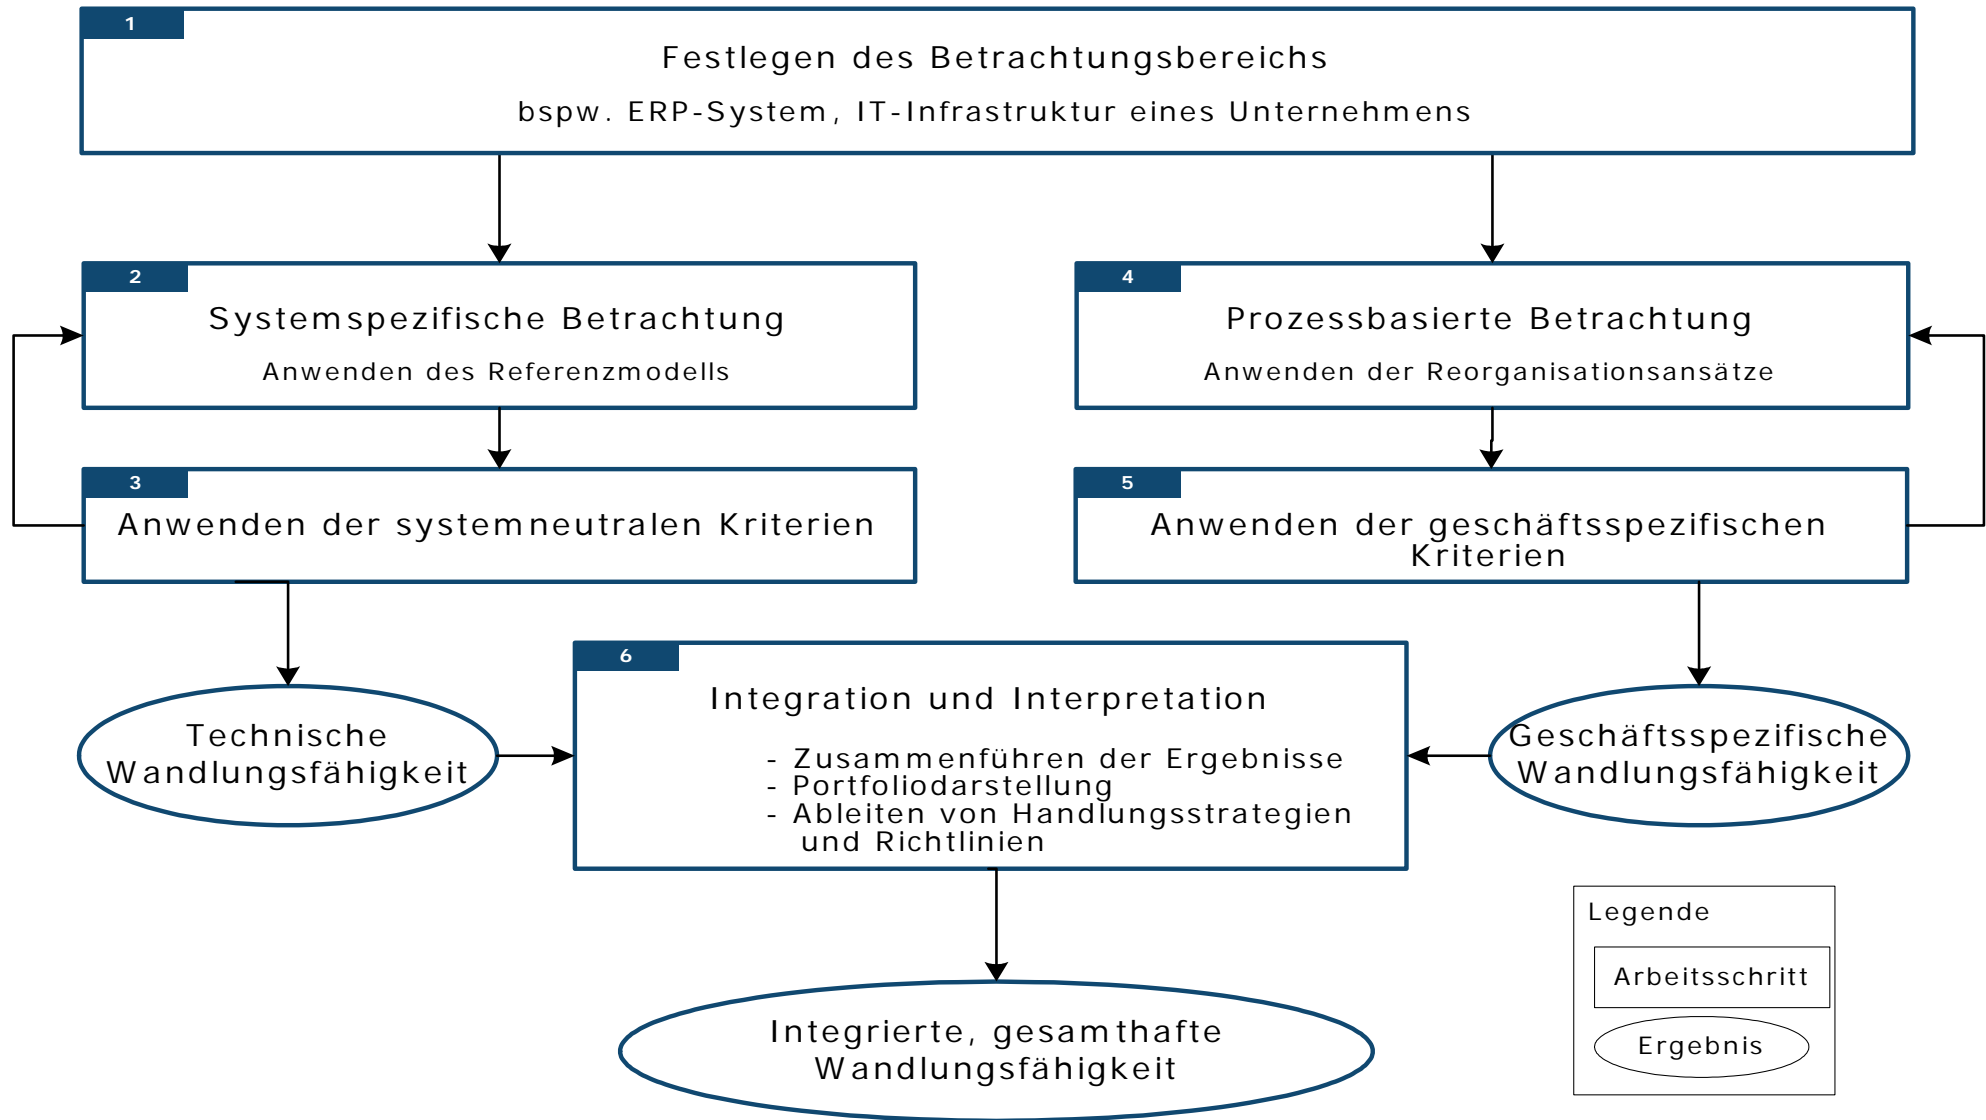 1
Festlegen des Betrachtungsbereichs
bspw. ERP-System, IT-Infrastruktur eines Unternehmens
2
Systemspezifische Betrachtung
Anwenden des Referenzmodells
4
Prozessbasierte Betrachtung
Anwenden der Reorganisationsansätze
3
Anwenden der systemneutralen Kriterien
5
Anwenden der geschäftsspezifischen
Kriterien
Technische
Wandlungsfähigkeit
6
Integration und Interpretation
- Zusammenführen der Ergebnisse
- Portfoliodarstellung
- Ableiten von Handlungsstrategien
und Richtlinien
Geschäftsspezifische
Wandlungsfähigkeit
Integrierte, gesamthafte
Wandlungsfähigkeit
Legende
Arbeitsschritt
Ergebnis